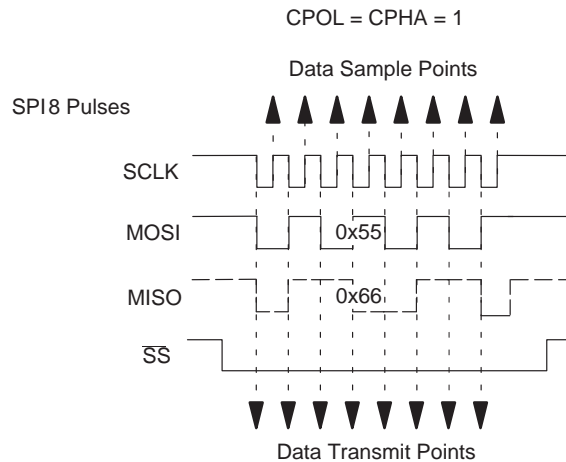 CPOL = CPHA = 1
Data Sample Points
SPI8 Pulses
SCLK
MOSI
0x55
MISO
0x66
SS
Data Transmit Points